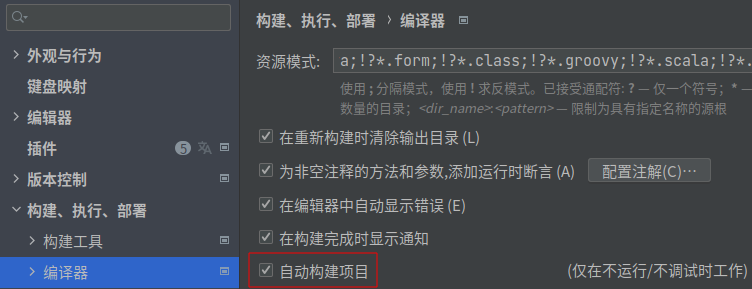 外观与行为
键盘映射
编辑器
插件 5
版本控制
构建、执行、部署
构建工具
编译器
构建、执行、部署 › 编译器
资源模式: a;!?*.form;!?*.class;!?*.groovy;!?*.scala;!?*.
使用 ; 分隔模式，使用 ! 求反模式。已接受通配符: ? — 仅一个符号； * —
数量的目录； <dir_name>:<pattern> — 限制为具有指定名称的源根
在重新构建时清除输出目录 (L)
为非空注释的方法和参数,添加运行时断言 (A) 配置注解(C)…
在编辑器中自动显示错误 (E)
在构建完成时显示通知
自动构建项目 (仅在不运行/不调试时工作)